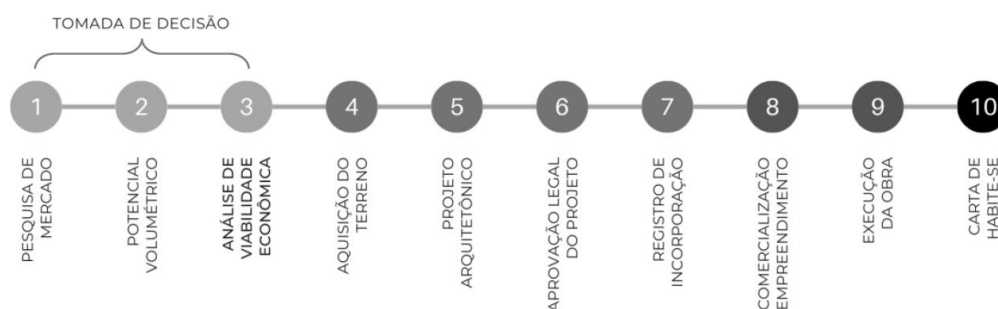 TOMADA DE DECISÃO
1
2
3
4
5
6
7
8
9
10
PESQUISA DE
MERCADO
POTENCIAL
VOLUMÉTRICO
ANÁLISE DE
VIABILIDADE
ECONÔMICA
AQUISIÇÃO DO
TERRENO
PROJETO
ARQUITETÔNICO
APROVAÇÃO LEGAL
DO PROJETO
REGISTRO DE
INCORPORAÇÃO
COMERCIALIZAÇÃO
EMPREENDIMENTO
EXECUÇÃO
DA OBRA
CARTA DE
HABITE-SE